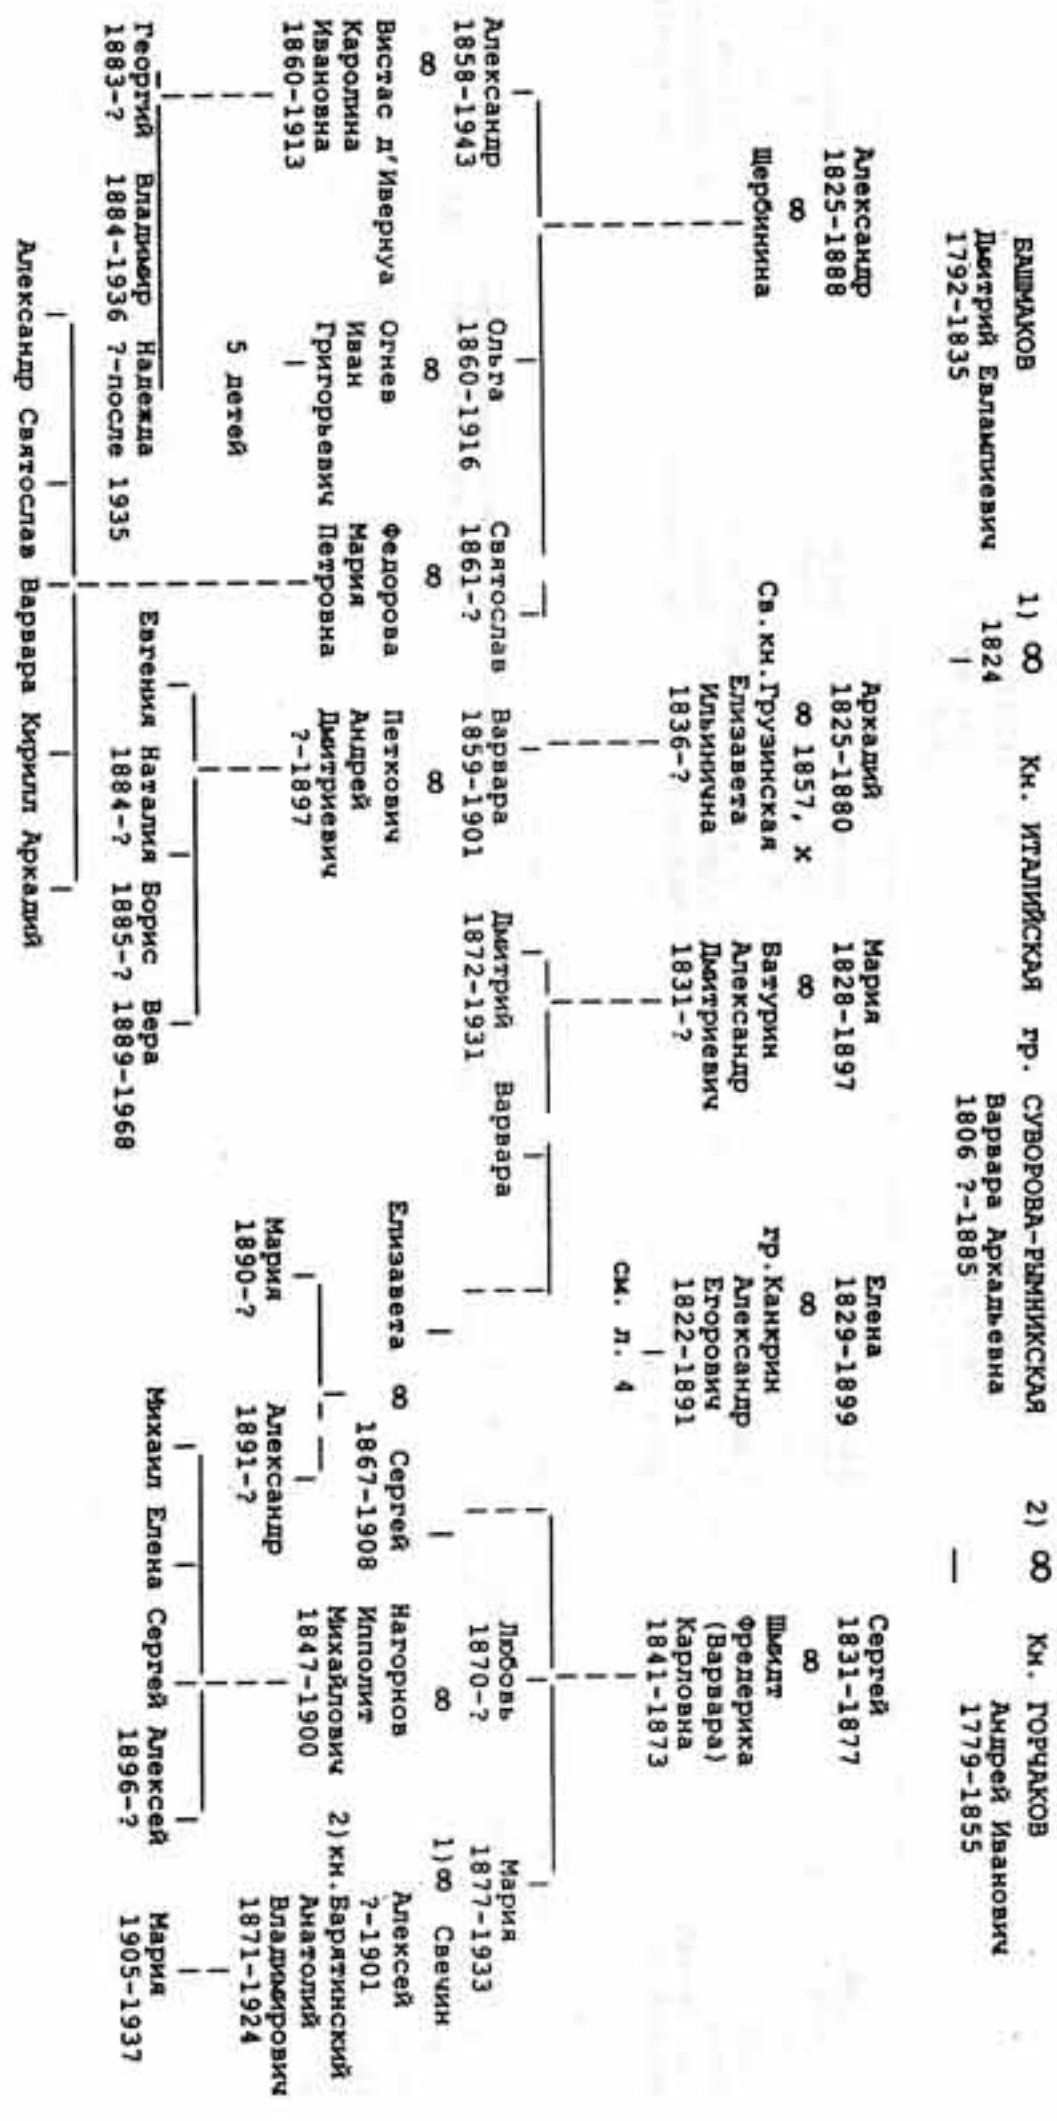 БАШМАКОВ 1) ∞ Кн. ИТАЛИЙСКАЯ гр. СУВОРОВА-РЫМНИКСКАЯ 2) ∞ Кн. ГОРЧАКОВ
Дмитрий Евлампиевич 1824 Варвара Аркадьевна Андрей Иванович
1792-1835 1806 ?-1885 1779-1855
Александр
1825-1888
∞
Щербинина
Аркадий
1825-1880
∞ 1857, x
Св.кн.Грузинская
Елизавета
Ильинична
1836-?
Мария
1828-1897
∞
Батурин
Александр
Дмитриевич
1831-?
Елена
1829-1899
∞
гр.Канкрин
Александр
Егорович
1822-1891
см. л. 4
Сергей
1831-1877
∞
Шмидт
Фредерика
(Варвара)
Карловна
1841-1873
Александр
1858-1943
∞
Вистас д'Ивернуа
Каролина
Ивановна
1860-1913
Ольга
1860-1916
∞
Огнев
Иван
Григорьевич
5 детей
Святослав
1861-?
∞
Федорова
Мария
Петровна
Варвара
1859-1901
∞
Петкович
Андрей
Дмитриевич
?-1897
Дмитрий
1872-1931
Варвара
Елизавета ∞ Сергей
1867-1908
Любовь
1870-?
∞
Нагорнов
Ипполит
Михайлович
1847-1900
Мария
1877-1933
1)∞ Свечин
Алексей
?-1901
2)кн.Барятинский
Анатолий
Владимирович
1871-1924
Мария
1890-?
Александр
1891-?
Георгий Владимир Надежда
1883-? 1884-1936 ?-после 1935
Евгения Наталия Борис Вера
1884-? 1885-? 1889-1968
Михаил Елена Сергей Алексей
1896-?
Мария
1905-1937
Александр Святослав Варвара Кирилл Аркадий